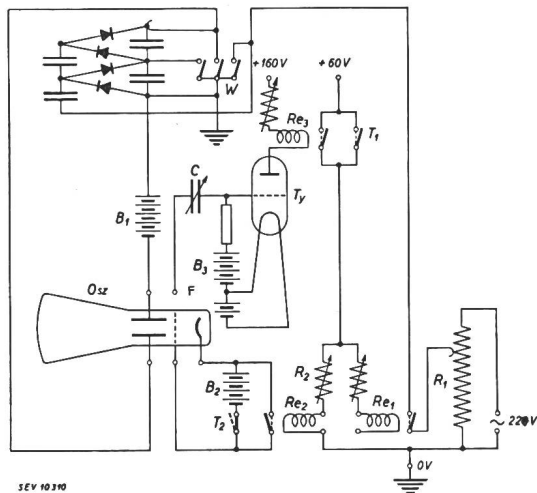 +160V
+60V
W
Re3
T1
C
Ty
B1
B3
Osz
F
R2
R1
B2
Re2
Re1
T2
220V
0V
SEV 10310